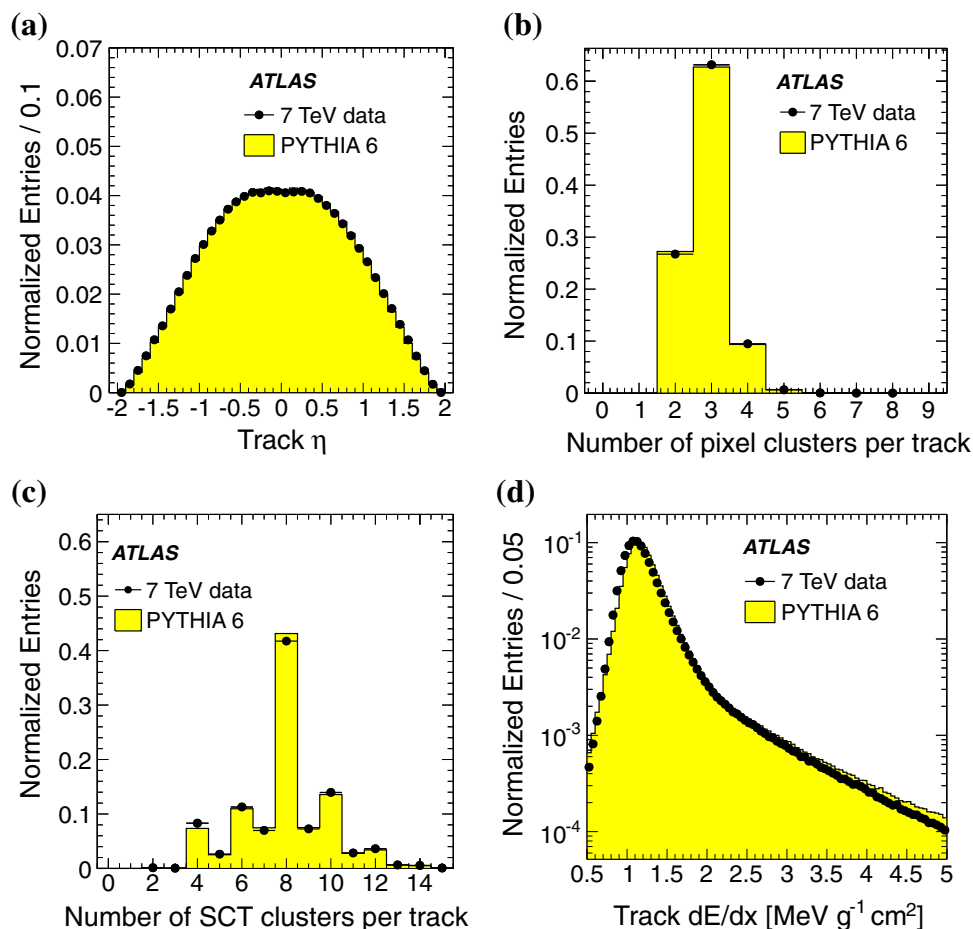 (a)
0.07
0.06
0.05
0.04
0.03
0.02
0.01
0
Normalized Entries / 0.1
ATLAS
7 TeV data
PYTHIA 6
-2 -1.5 -1 -0.5 0 0.5 1 1.5 2
Track η
(b)
0.6
0.5
0.4
0.3
0.2
0.1
0
Normalized Entries
ATLAS
7 TeV data
PYTHIA 6
0 1 2 3 4 5 6 7 8 9
Number of pixel clusters per track
(c)
0.6
0.5
0.4
0.3
0.2
0.1
0
Normalized Entries
ATLAS
7 TeV data
PYTHIA 6
0 2 4 6 8 10 12 14
Number of SCT clusters per track
(d)
10⁻¹
10⁻²
10⁻³
10⁻⁴
Normalized Entries / 0.05
ATLAS
7 TeV data
PYTHIA 6
0.5 1 1.5 2 2.5 3 3.5 4 4.5 5
Track dE/dx [MeV g⁻¹ cm²]